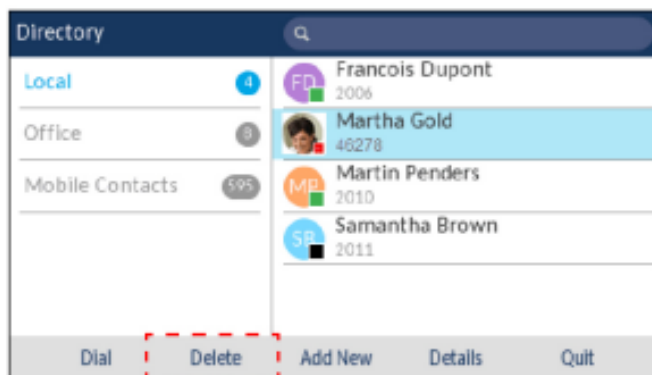 Directory
Local 4
Office 8
Mobile Contacts 595
FD Francois Dupont
2006
Martha Gold
46278
MP Martin Penders
2010
SB Samantha Brown
2011
Dial Delete Add New Details Quit